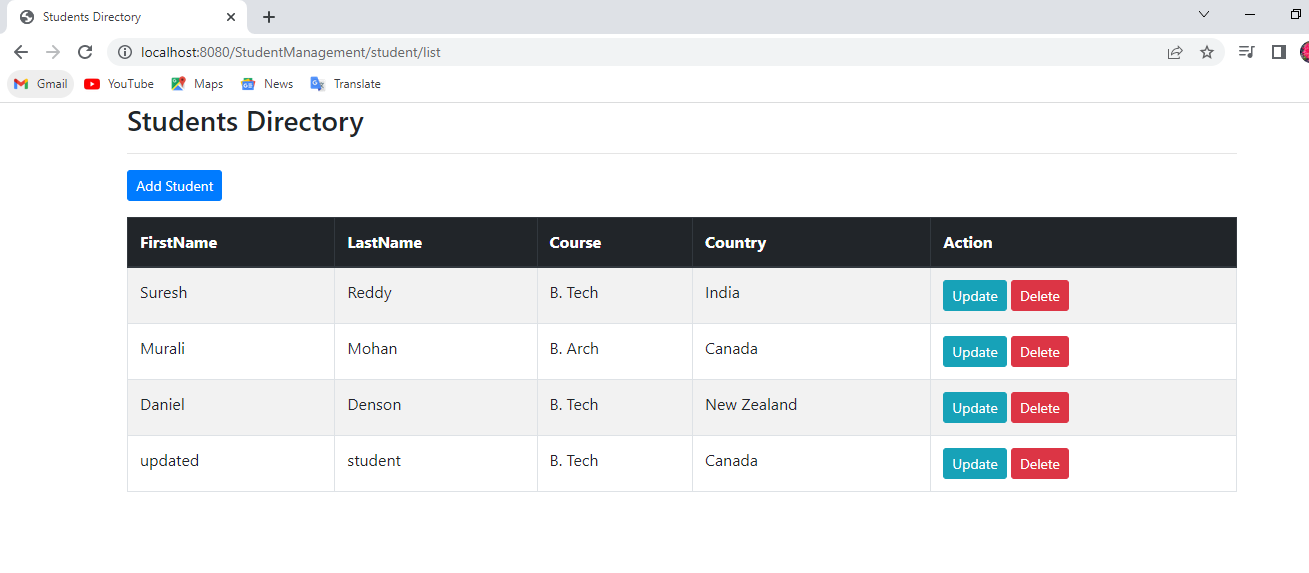 Students Directory
localhost:8080/StudentManagement/student/list
Gmail YouTube Maps News Translate
Students Directory
Add Student
FirstName LastName Course Country Action
Suresh Reddy B. Tech India Update Delete
Murali Mohan B. Arch Canada Update Delete
Daniel Denson B. Tech New Zealand Update Delete
updated student B. Tech Canada Update Delete